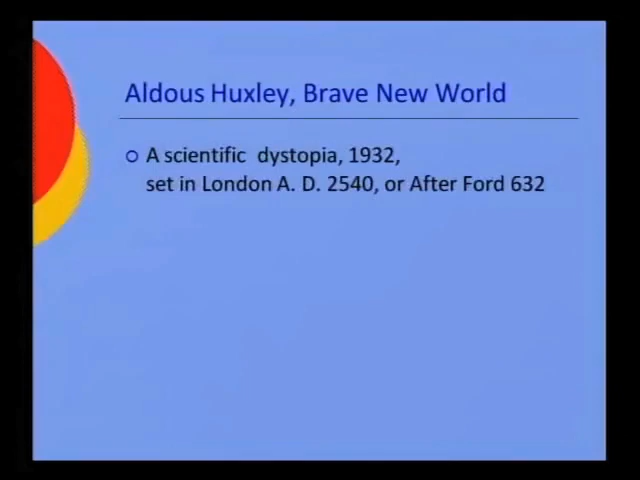 Aldous Huxley, Brave New World
A scientific  dystopia, 1932,
set in London A. D. 2540, or After Ford 632